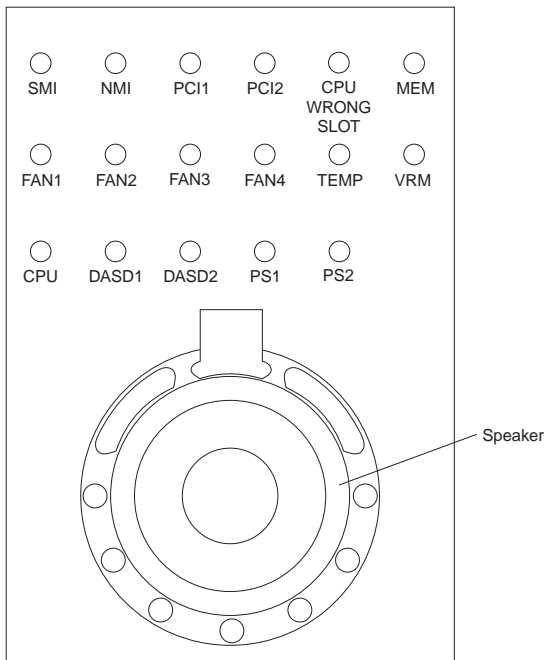 SMI NMI PCI1 PCI2 CPU WRONG SLOT MEM
FAN1 FAN2 FAN3 FAN4 TEMP VRM
CPU DASD1 DASD2 PS1 PS2
Speaker